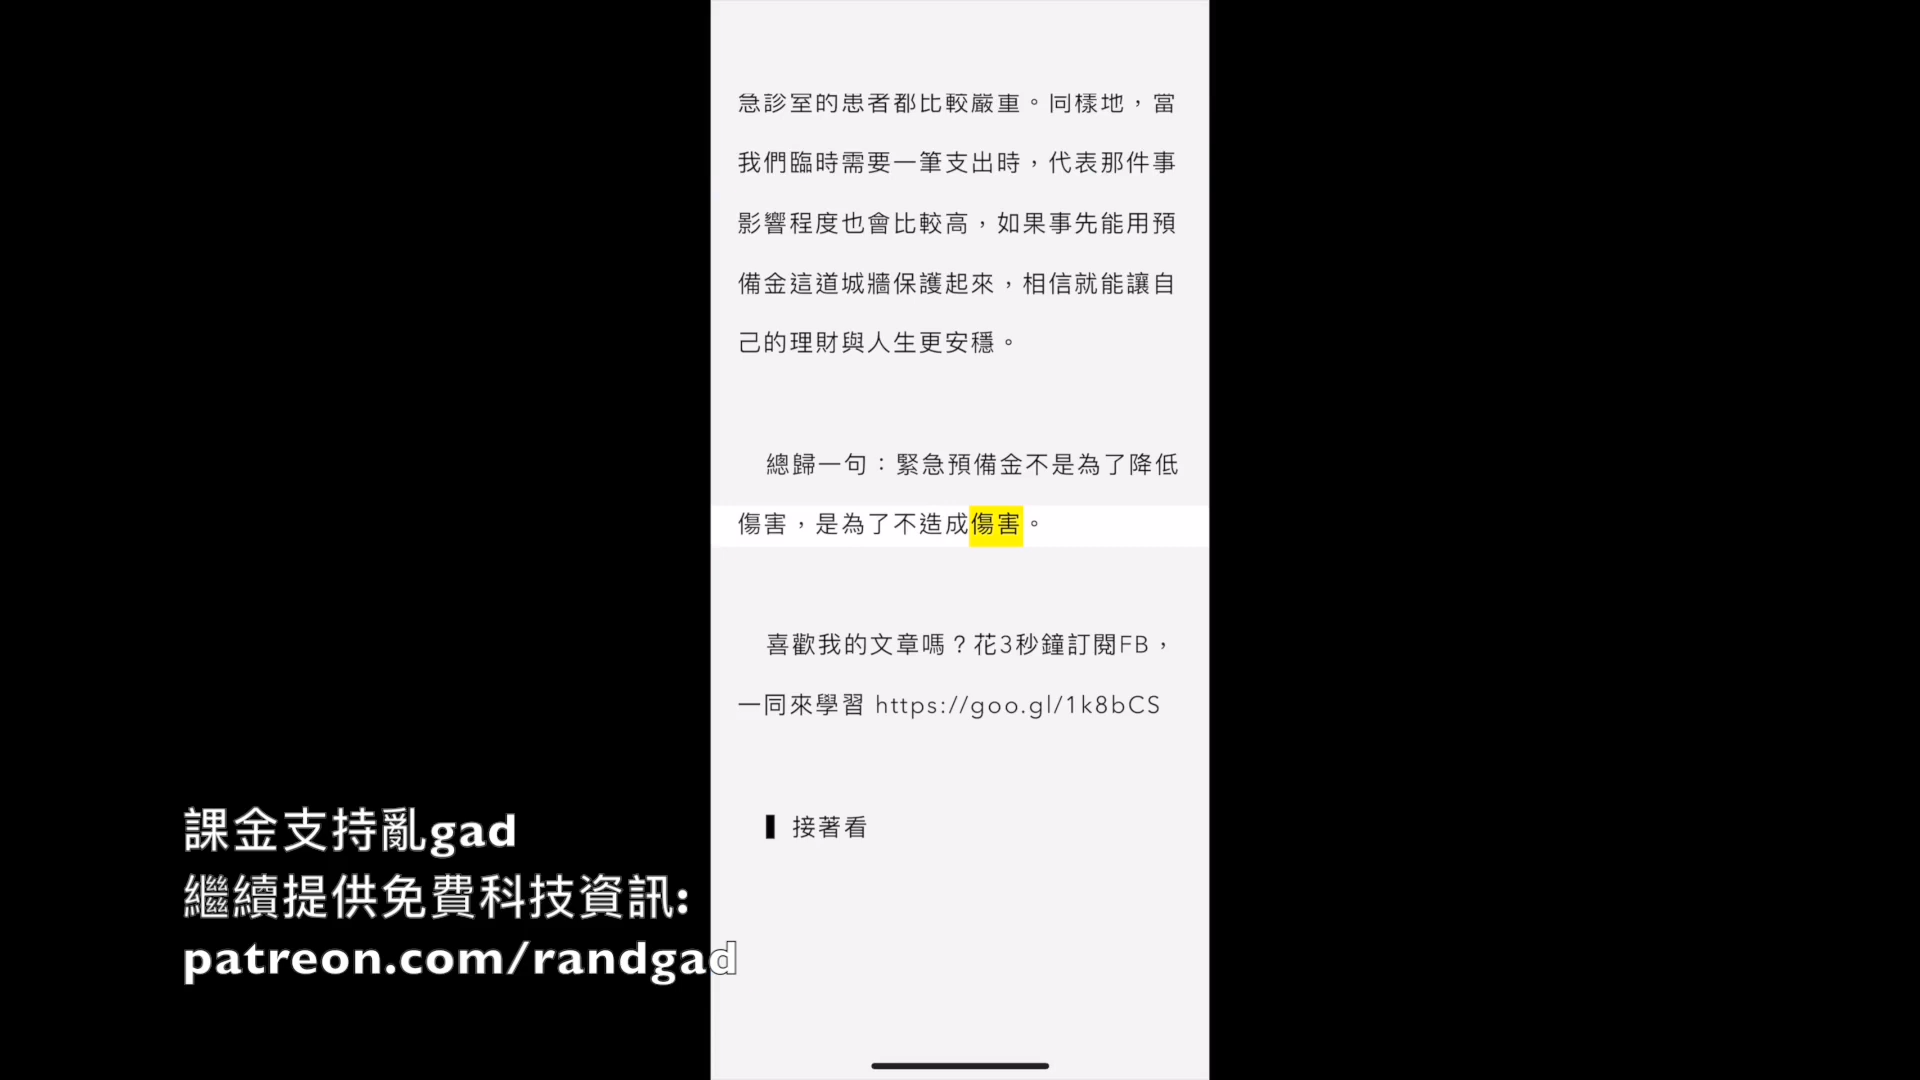 急診室的患者都比較嚴重。同樣地，當
我們臨時需要一筆支出時，代表那件事
影響程度也會比較高，如果事先能用預
備金這道城牆保護起來，相信就能讓自
己的理財與人生更安穩。
總歸一句：緊急預備金不是為了降低
傷害，是為了不造成傷害。
喜歡我的文章嗎？花3秒鐘訂閱FB，
一同來學習 https://goo.gl/1k8bCS
▌接著看
課金支持亂gad
繼續提供免費科技資訊:
patreon.com/randgad